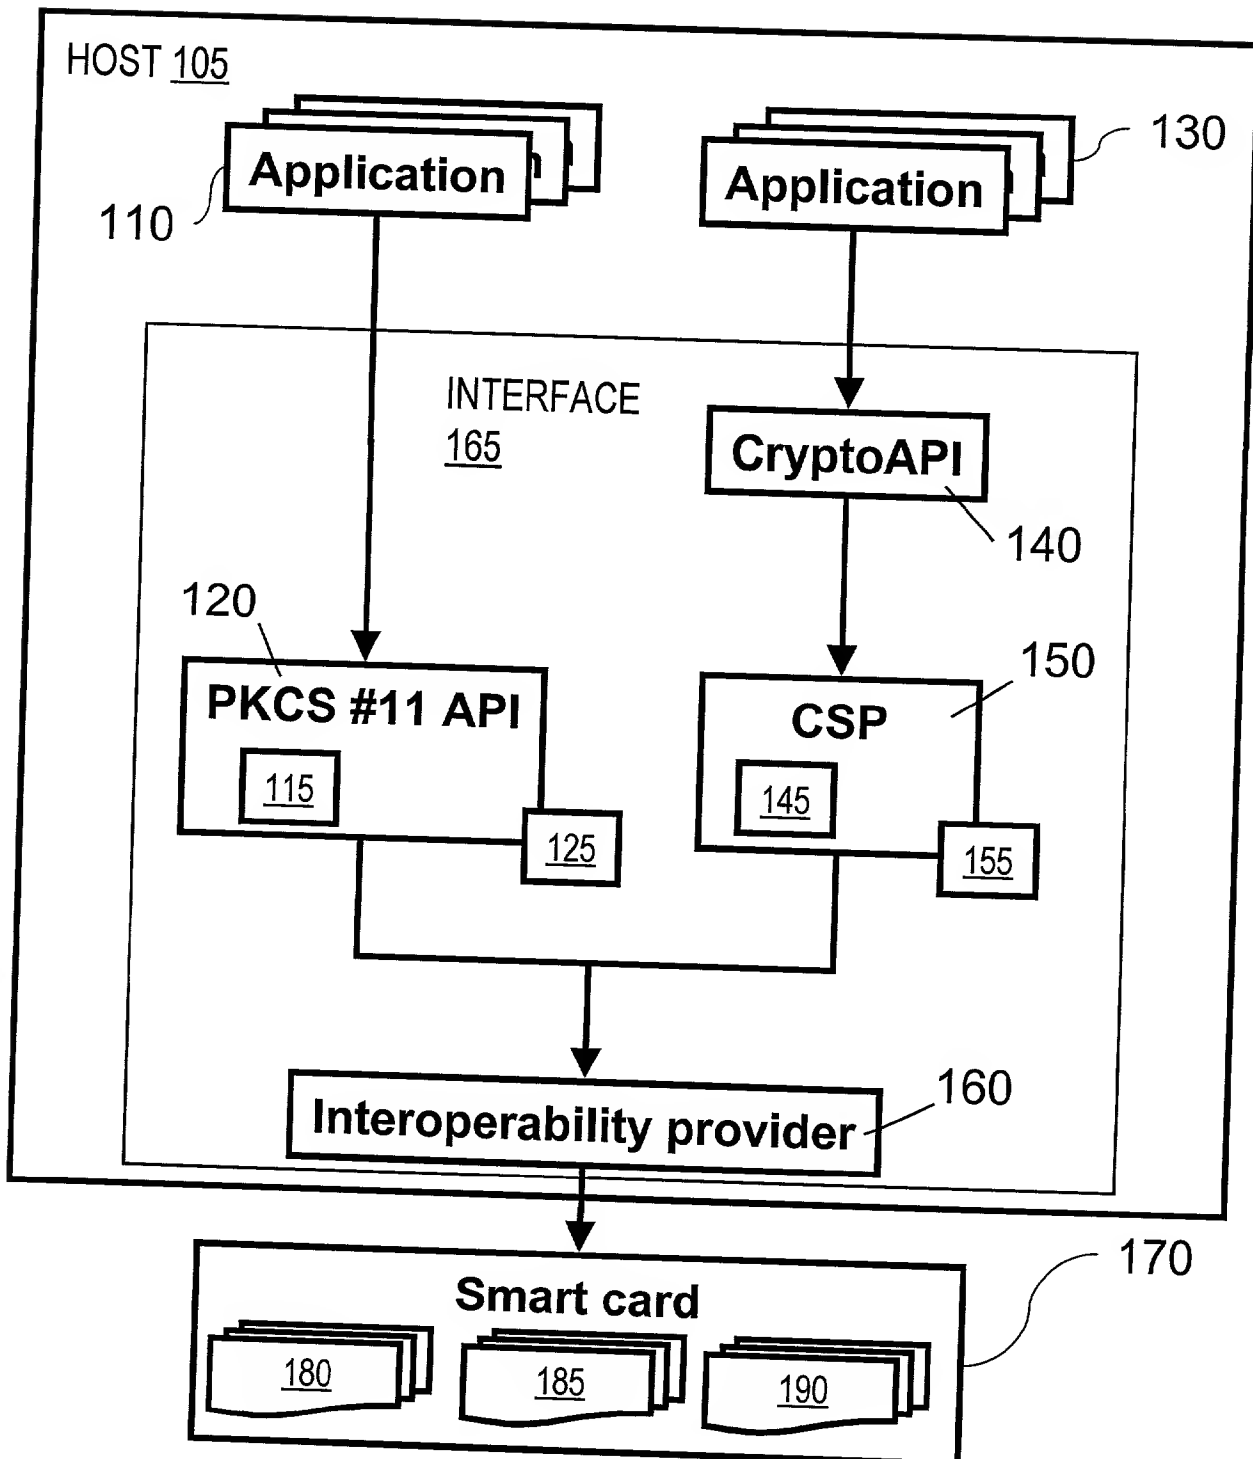 HOST 105
Application
130
Application
110
INTERFACE
165
CryptoAPI
140
120
150
PKCS #11 API
CSP
115
145
125
155
160
Interoperability provider
170
Smart card
180
185
190